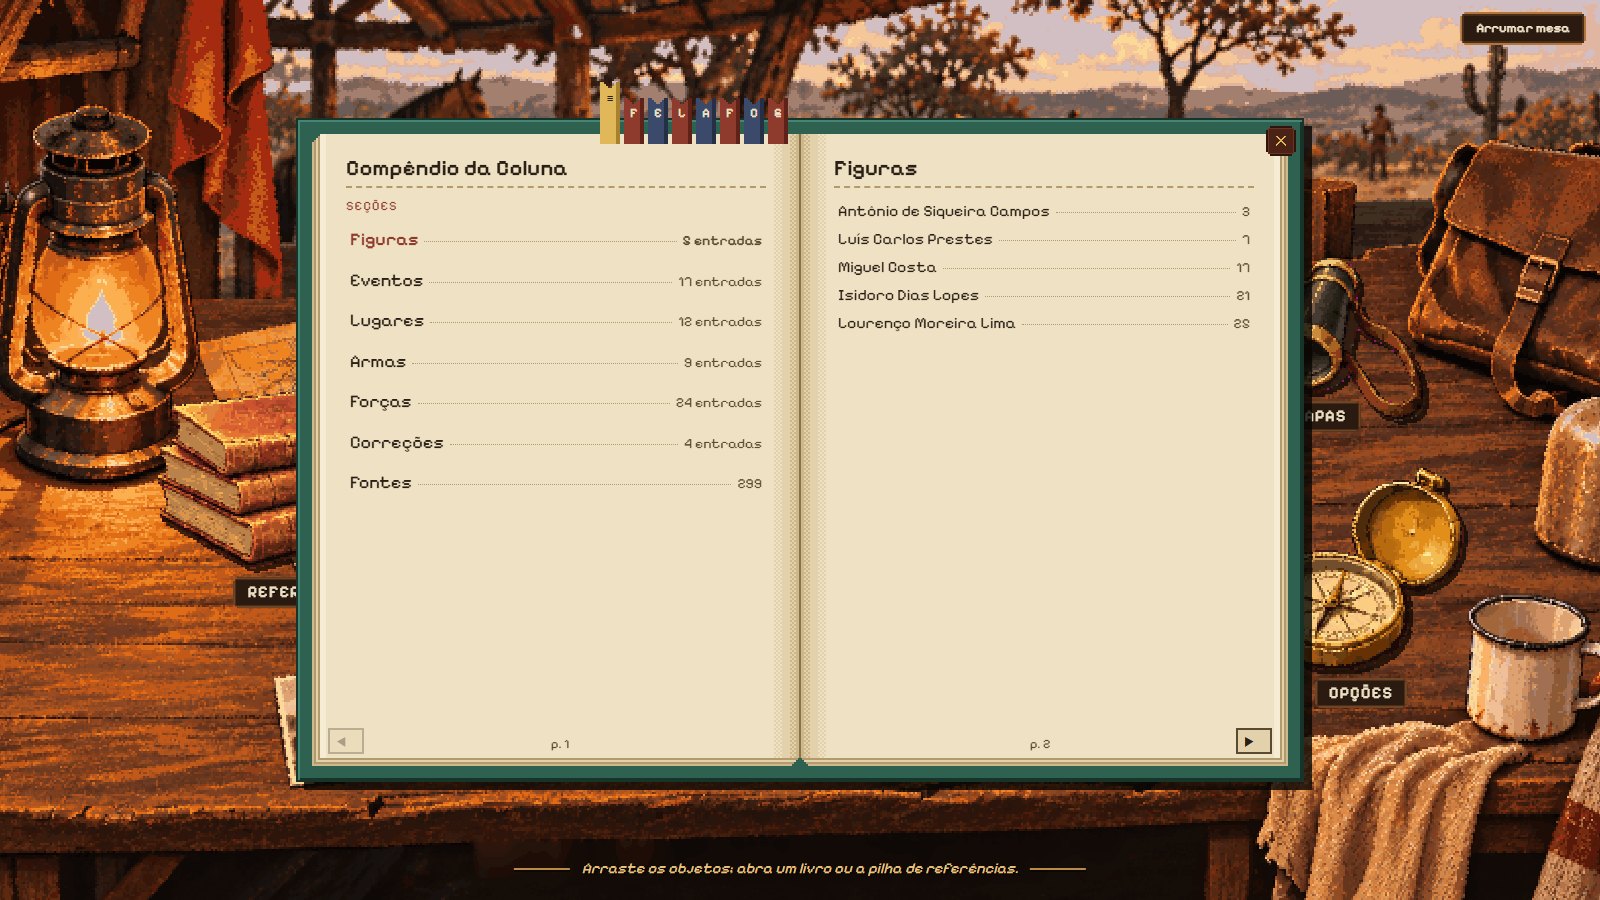 Arrumar mesa
F E L A F O
Compêndio da Coluna
SEÇÕES
Figuras 5 entradas
Eventos 17 entradas
Lugares 12 entradas
Armas 9 entradas
Forças 24 entradas
Correções 4 entradas
Fontes 299
p. 1
Figuras
Antônio de Siqueira Campos 3
Luís Carlos Prestes 7
Miguel Costa 17
Isidoro Dias Lopes 21
Lourenço Moreira Lima 25
p. 2
APAS
REFER
OPÇÕES
Arraste os objetos; abra um livro ou a pilha de referências.